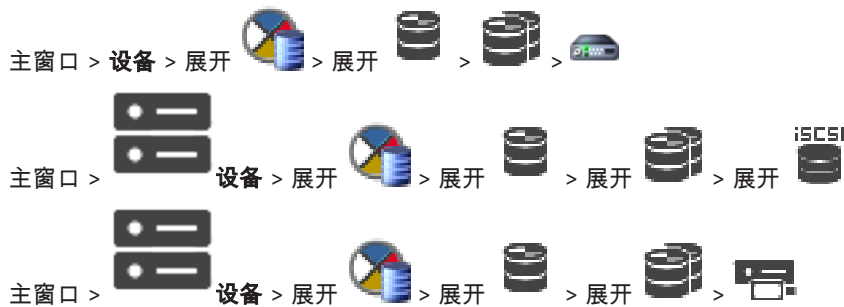 主窗口 > 设备 > 展开 > 展开 > >
iSCSI
主窗口 > 设备 > 展开 > 展开 > 展开 > 展开
主窗口 > 设备 > 展开 > 展开 > 展开 >